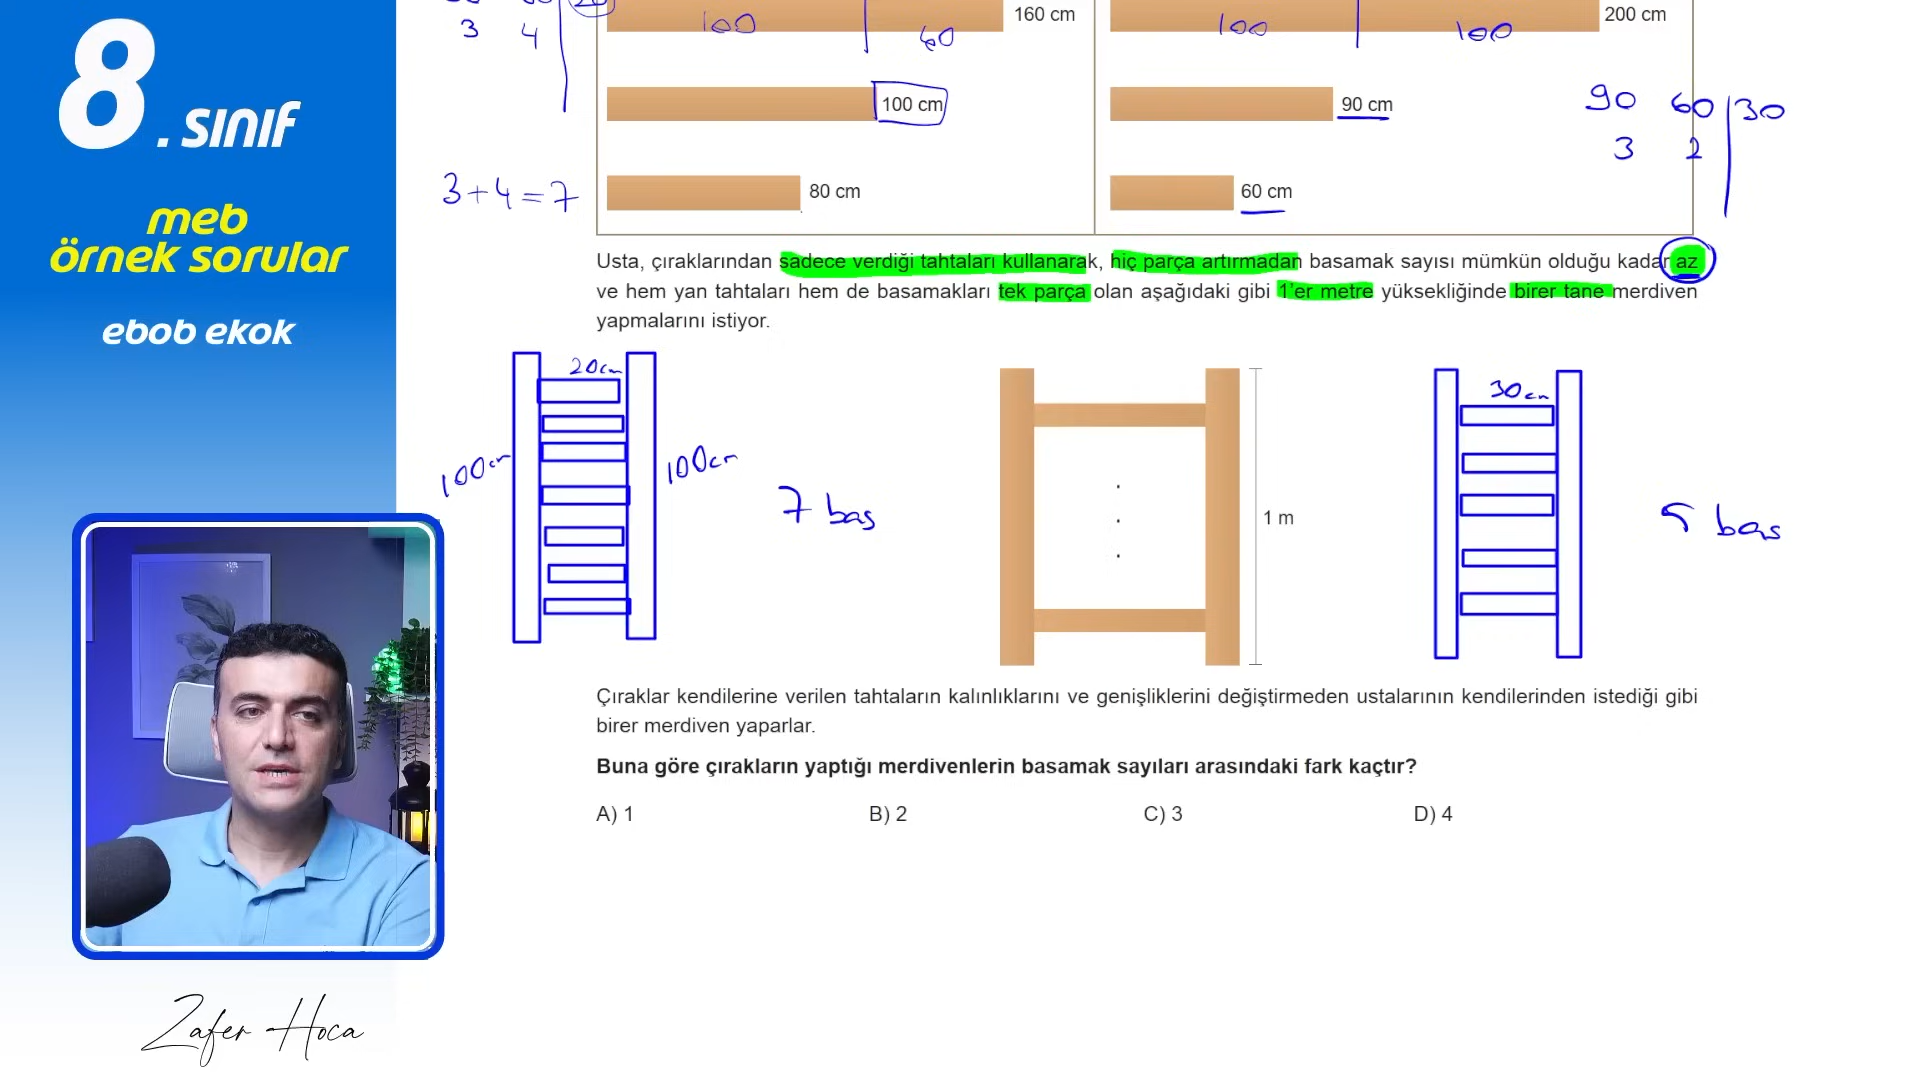 8. SINIF
meb
örnek sorular
ebob ekok
Zafer Hoca
3 4
20
100 60
160 cm
100 100
200 cm
100 cm
90 cm
90 60 30
3 2
3+4=7
80 cm
60 cm
Usta, çıraklarından sadece verdiği tahtaları kullanarak, hiç parça artırmadan basamak sayısı mümkün olduğu kadar az
ve hem yan tahtaları hem de basamakları tek parça olan aşağıdaki gibi 1'er metre yüksekliğinde birer tane merdiven
yapmalarını istiyor.
20cm
30cm
100cm
100cm
7 bas
1 m
5 bas
Çıraklar kendilerine verilen tahtaların kalınlıklarını ve genişliklerini değiştirmeden ustalarının kendilerinden istediği gibi
birer merdiven yaparlar.
Buna göre çırakların yaptığı merdivenlerin basamak sayıları arasındaki fark kaçtır?
A) 1 B) 2 C) 3 D) 4